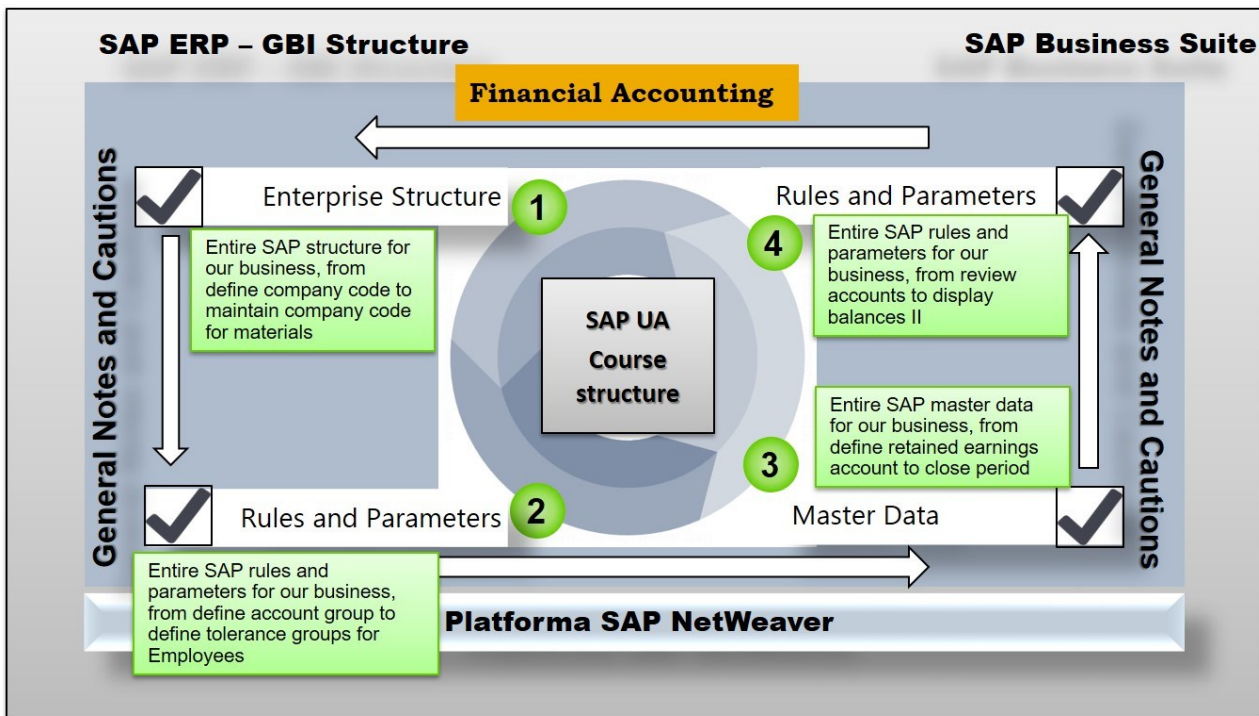 SAP ERP – GBI Structure
SAP Business Suite
Financial Accounting
General Notes and Cautions
Enterprise Structure
1
Entire SAP structure for
our business, from
define company code to
maintain company code
for materials
Rules and Parameters
2
Entire SAP rules and
parameters for our business,
from define account group to
define tolerance groups for
Employees
SAP UA
Course
structure
Rules and Parameters
4
Entire SAP rules and
parameters for our
business, from review
accounts to display
balances II
3
Entire SAP master data
for our business, from
define retained earnings
account to close period
Master Data
General Notes and Cautions
Platforma SAP NetWeaver